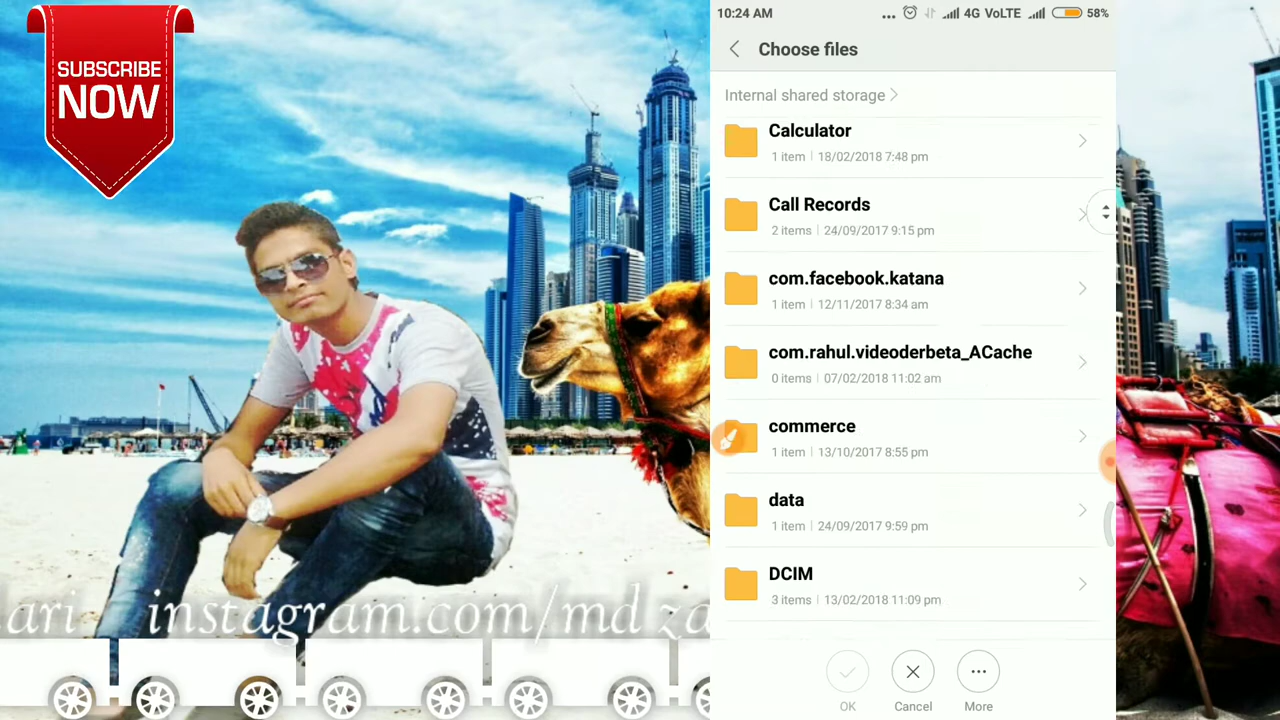 SUBSCRIBE
NOW
lari instagram.com/md za
10:24 AM
4G VoLTE
58%
Choose files
Internal shared storage
Calculator
1 item | 18/02/2018 7:48 pm
Call Records
2 items | 24/09/2017 9:15 pm
com.facebook.katana
1 item | 12/11/2017 8:34 am
com.rahul.videoderbeta_ACache
0 items | 07/02/2018 11:02 am
commerce
1 item | 13/10/2017 8:55 pm
data
1 item | 24/09/2017 9:59 pm
DCIM
3 items | 13/02/2018 11:09 pm
OK
Cancel
More